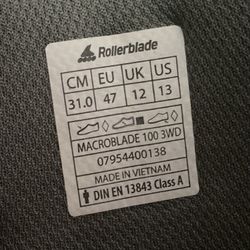 Rollerblade
CM EU UK US
31.0 47 12 13
MACROBLADE 100 3WD
07954400138
MADE IN VIETNAM
DIN EN 13843 Class A